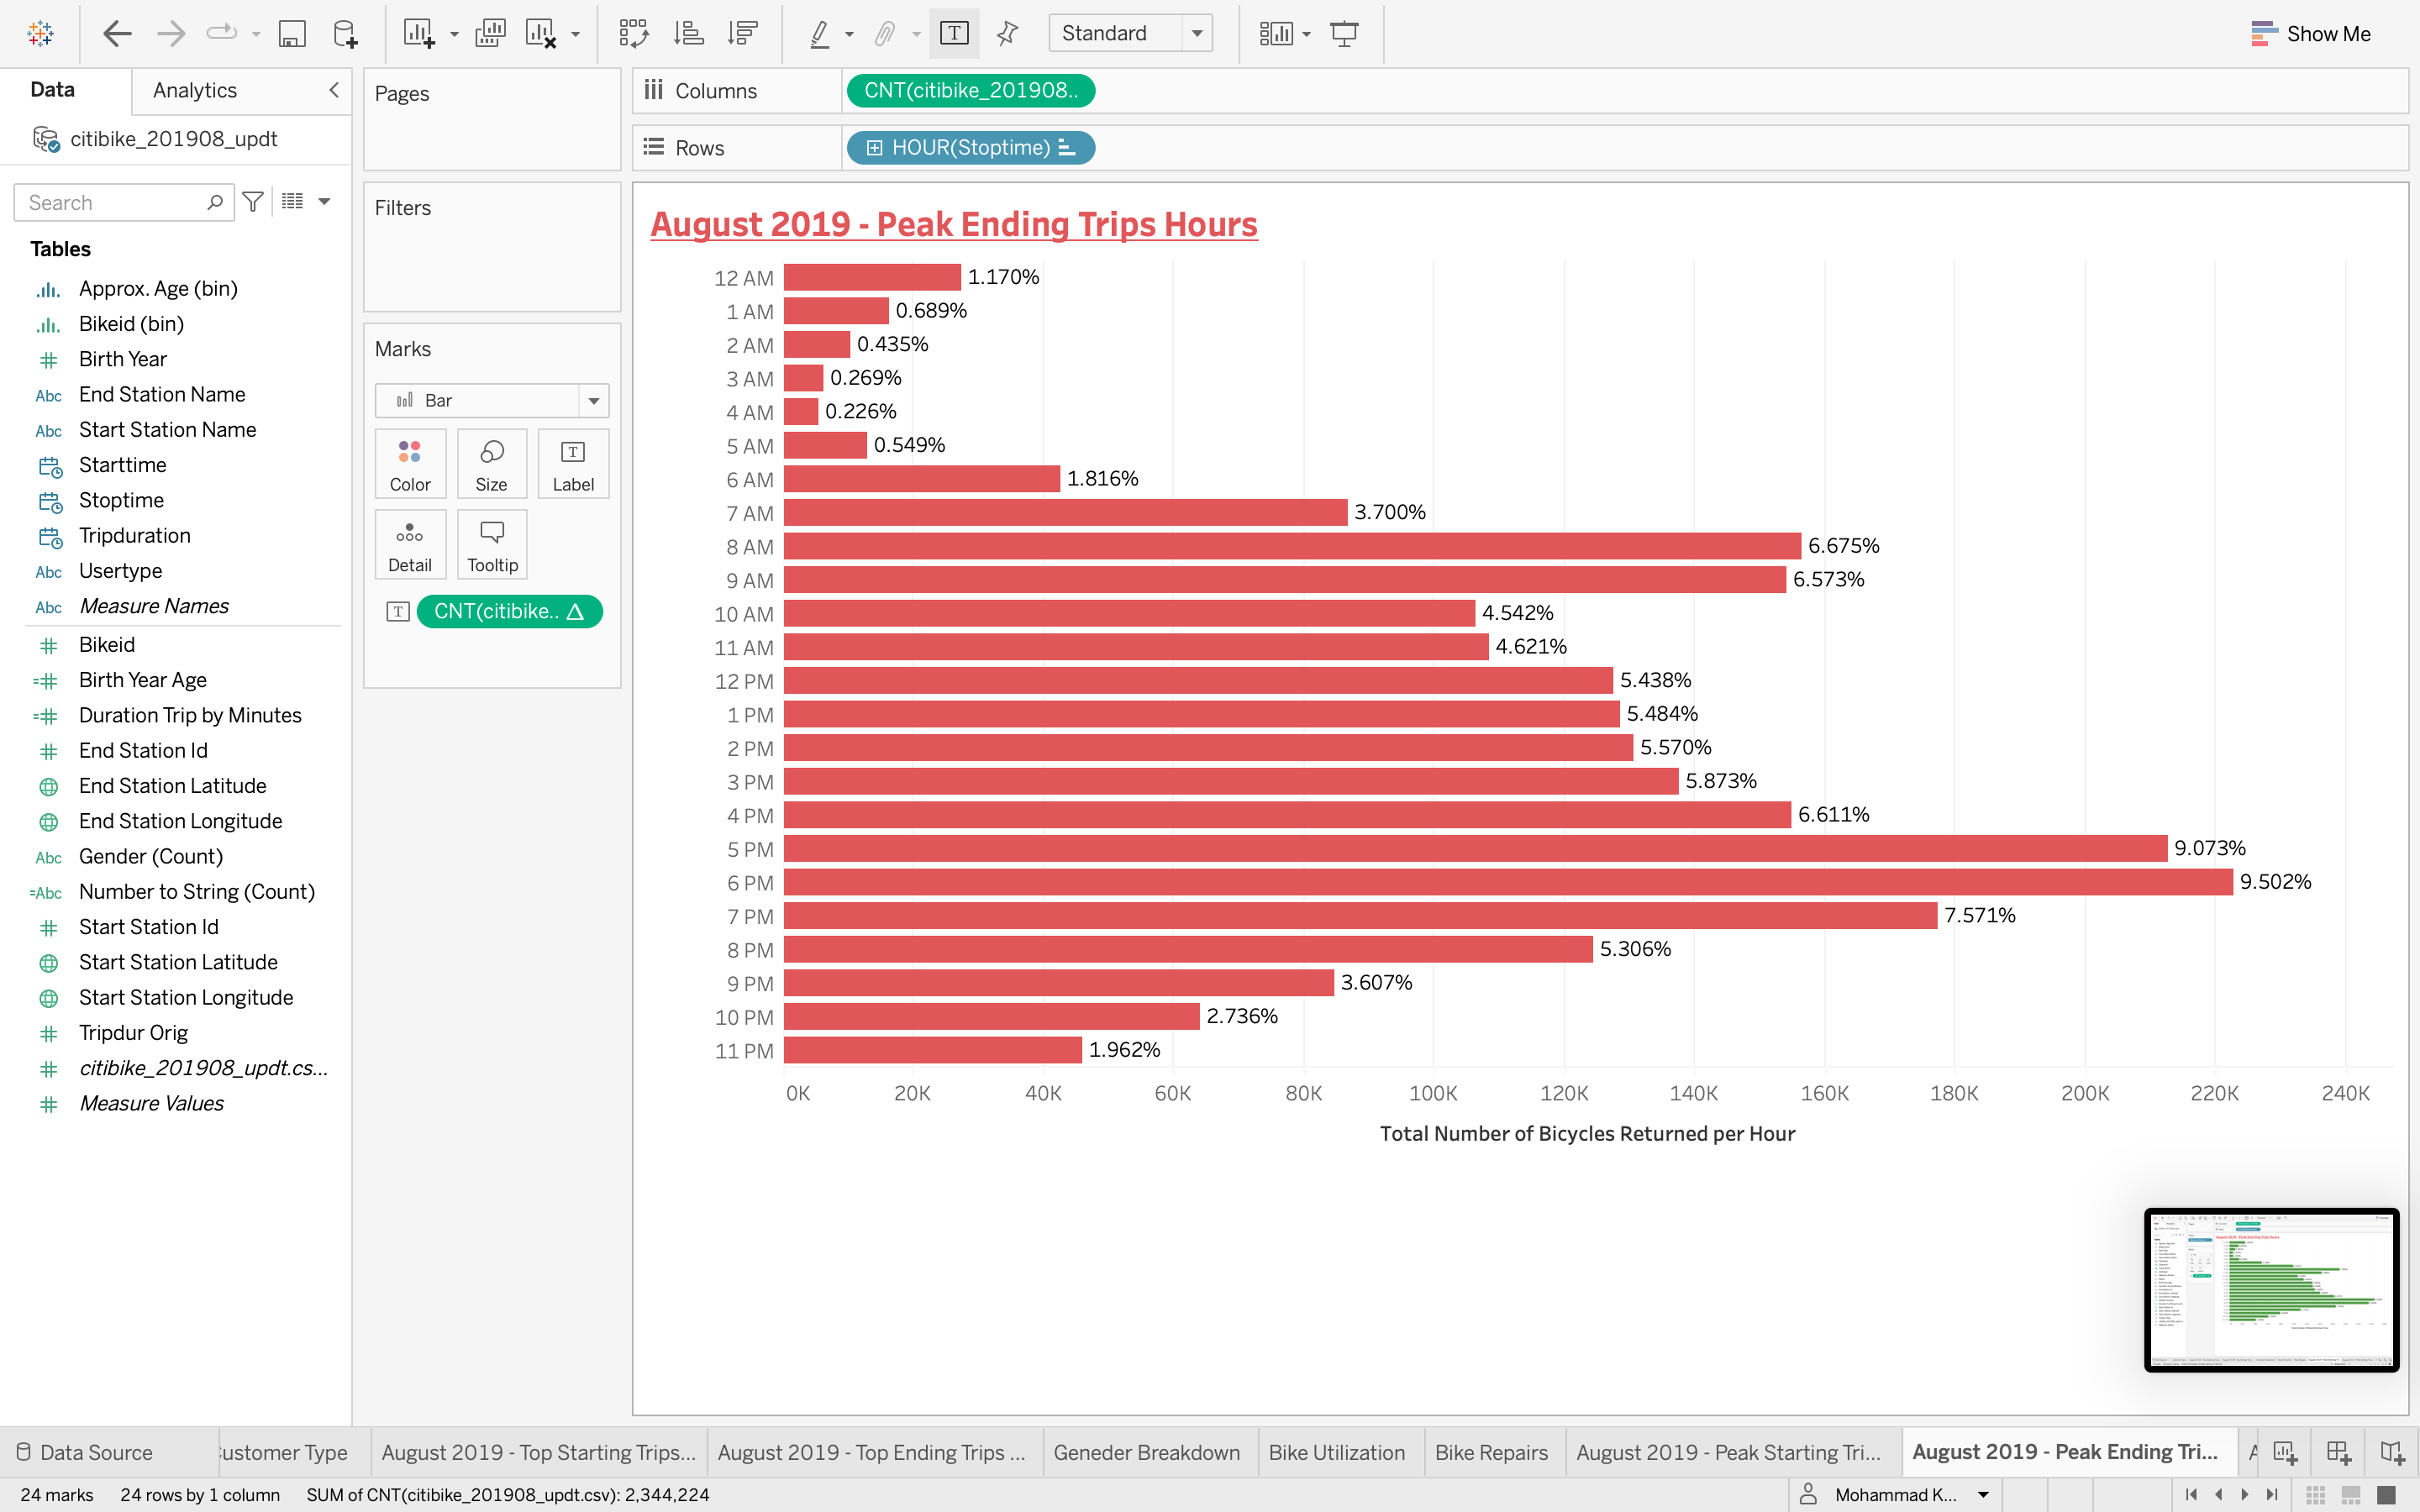 Standard
Show Me
Data
Analytics
citibike_201908_updt
Search
Tables
Approx. Age (bin)
Bikeid (bin)
Birth Year
Abc End Station Name
Abc Start Station Name
Starttime
Stoptime
Tripduration
Abc Usertype
Abc Measure Names
Bikeid
Birth Year Age
Duration Trip by Minutes
End Station Id
End Station Latitude
End Station Longitude
Abc Gender (Count)
=Abc Number to String (Count)
Start Station Id
Start Station Latitude
Start Station Longitude
Tripdur Orig
citibike_201908_updt.cs...
Measure Values
Pages
Filters
Marks
Bar
Color
Size
Label
Detail
Tooltip
CNT(citibike.. Δ
Columns
CNT(citibike_201908..
Rows
HOUR(Stoptime)
August 2019 - Peak Ending Trips Hours
12 AM 1.170%
1 AM 0.689%
2 AM 0.435%
3 AM 0.269%
4 AM 0.226%
5 AM 0.549%
6 AM 1.816%
7 AM 3.700%
8 AM 6.675%
9 AM 6.573%
10 AM 4.542%
11 AM 4.621%
12 PM 5.438%
1 PM 5.484%
2 PM 5.570%
3 PM 5.873%
4 PM 6.611%
5 PM 9.073%
6 PM 9.502%
7 PM 7.571%
8 PM 5.306%
9 PM 3.607%
10 PM 2.736%
11 PM 1.962%
0K 20K 40K 60K 80K 100K 120K 140K 160K 180K 200K 220K 240K
Total Number of Bicycles Returned per Hour
Data Source
ustomer Type
August 2019 - Top Starting Trips...
August 2019 - Top Ending Trips ...
Geneder Breakdown
Bike Utilization
Bike Repairs
August 2019 - Peak Starting Tri...
August 2019 - Peak Ending Tri...
24 marks
24 rows by 1 column
SUM of CNT(citibike_201908_updt.csv): 2,344,224
Mohammad K...